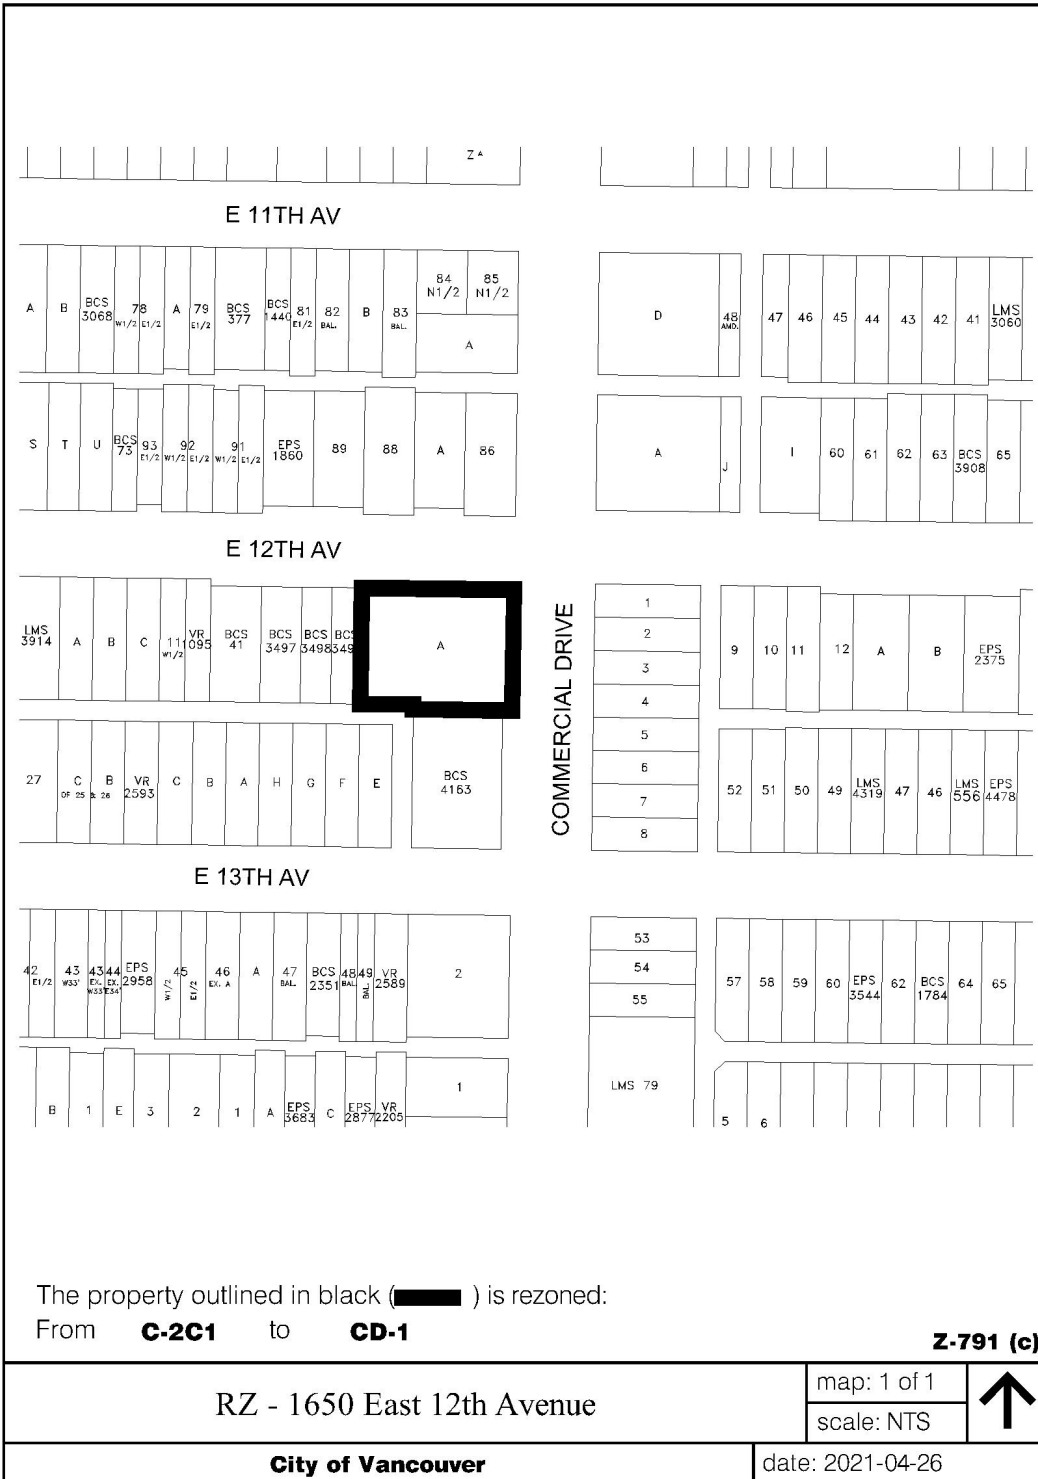 Z A
E 11TH AV
A B BCS 3068 78 W1/2 E1/2 A 79 E1/2 BCS 377 BCS 1440 81 E1/2 82 BAL. B 83 BAL. 84 N1/2 85 N1/2 A D 48 AMD. 47 46 45 44 43 42 41 LMS 3060
S T U BCS 73 93 E1/2 92 W1/2 E1/2 91 W1/2 E1/2 EPS 1860 89 88 A 86 A J I 60 61 62 63 BCS 3908 65
E 12TH AV
LMS 3914 A B C 111 W1/2 VR 1095 BCS 41 BCS 3497 BCS 3498 BCS 349 A
COMMERCIAL DRIVE
1
2
3
4
5
6
7
8
9 10 11 12 A B EPS 2375
27 C B OF 25 & 26 VR 2593 C B A H G F E BCS 4163
52 51 50 49 LMS 4319 47 46 LMS 556 EPS 4478
E 13TH AV
42 E1/2 43 W33' 43 EX. W33' 44 EX. E34' EPS 2958 45 W1/2 E1/2 46 EX. A A 47 BAL. BCS 2351 48 BAL. 49 BAL. VR 2589 2
53
54
55
57 58 59 60 EPS 3544 62 BCS 1784 64 65
B 1 E 3 2 1 A EPS 3683 C EPS 2877 VR 2205 1
LMS 79
5 6
The property outlined in black ( ) is rezoned:
From C-2C1 to CD-1
Z-791 (c)
RZ - 1650 East 12th Avenue
map: 1 of 1
scale: NTS
City of Vancouver
date: 2021-04-26